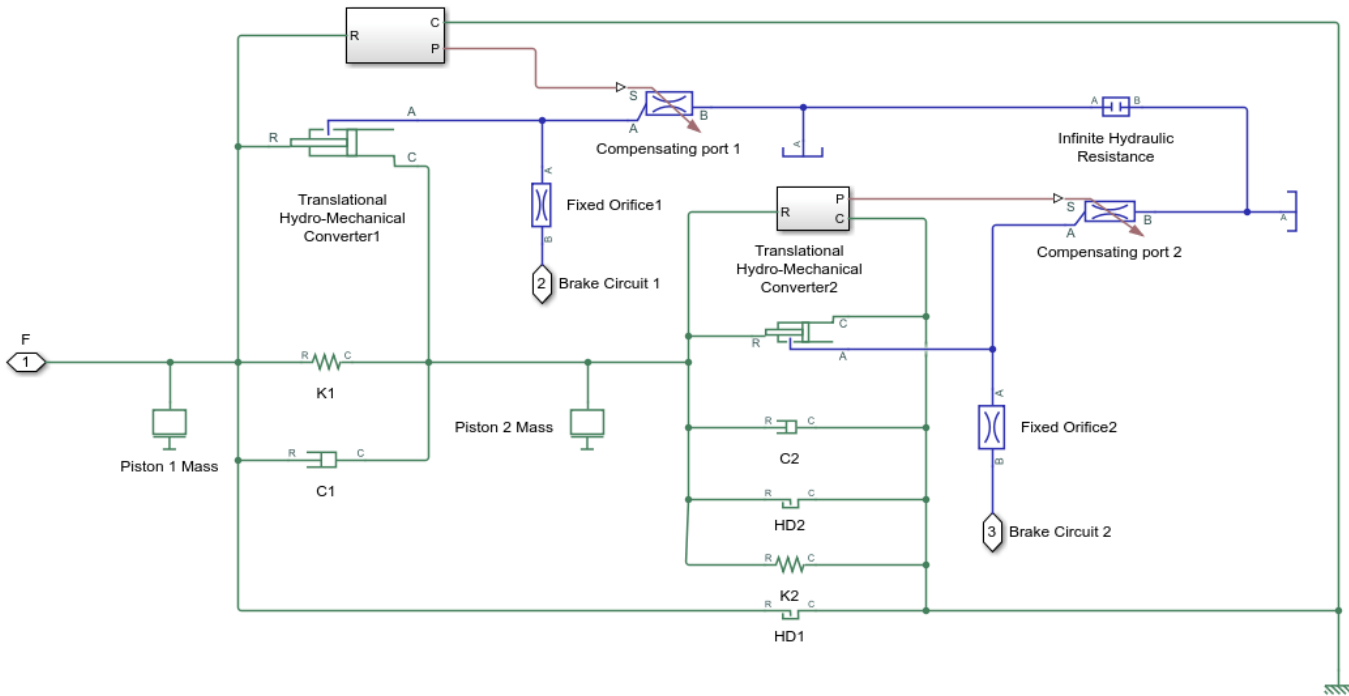 C
R
P
S
A
B
A
B
Compensating port 1
A
Infinite Hydraulic
Resistance
R
A
C
Translational
Hydro-Mechanical
Converter1
A
Fixed Orifice1
B
2
Brake Circuit 1
R
P
C
S
A
B
A
Compensating port 2
Translational
Hydro-Mechanical
Converter2
C
R
A
F
1
R
C
K1
Piston 1 Mass
Piston 2 Mass
R
C
C1
R
C
C2
A
Fixed Orifice2
B
3
Brake Circuit 2
R
C
HD2
R
C
K2
R
C
HD1